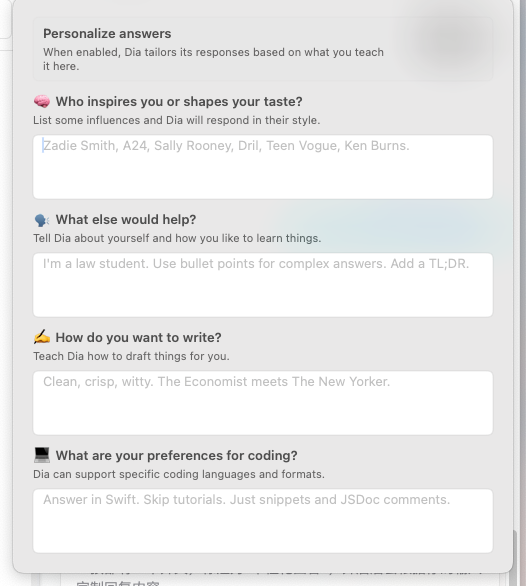 Personalize answers
When enabled, Dia tailors its responses based on what you teach
it here.
Who inspires you or shapes your taste?
List some influences and Dia will respond in their style.
Zadie Smith, A24, Sally Rooney, Dril, Teen Vogue, Ken Burns.
What else would help?
Tell Dia about yourself and how you like to learn things.
I'm a law student. Use bullet points for complex answers. Add a TL;DR.
How do you want to write?
Teach Dia how to draft things for you.
Clean, crisp, witty. The Economist meets The New Yorker.
What are your preferences for coding?
Dia can support specific coding languages and formats.
Answer in Swift. Skip tutorials. Just snippets and JSDoc comments.